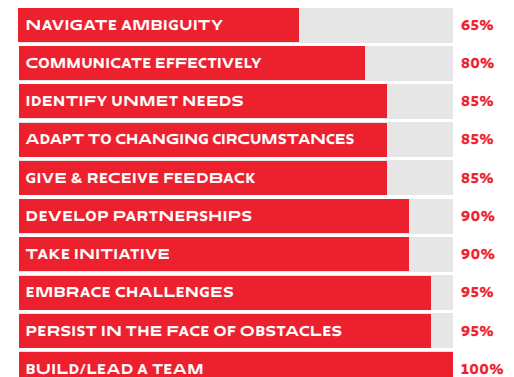 NAVIGATE AMBIGUITY 65%
COMMUNICATE EFFECTIVELY 80%
IDENTIFY UNMET NEEDS 85%
ADAPT TO CHANGING CIRCUMSTANCES 85%
GIVE & RECEIVE FEEDBACK 85%
DEVELOP PARTNERSHIPS 90%
TAKE INITIATIVE 90%
EMBRACE CHALLENGES 95%
PERSIST IN THE FACE OF OBSTACLES 95%
BUILD/LEAD A TEAM 100%